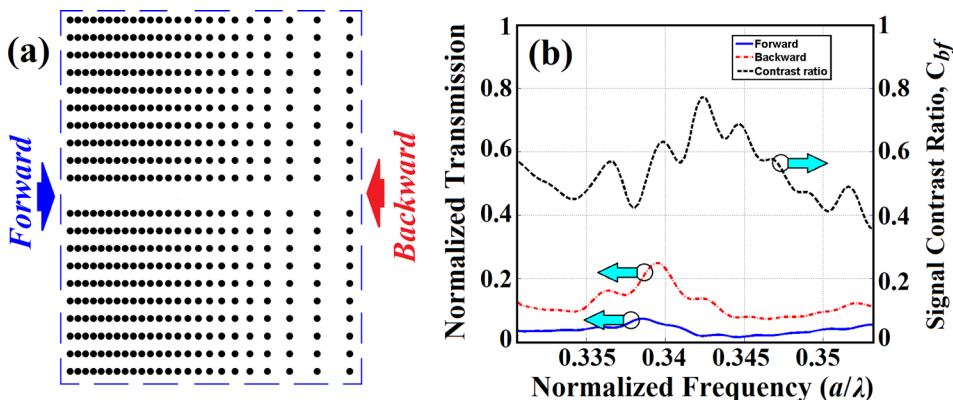 (a)
Forward
Backward
(b)
Forward
Backward
Contrast ratio
Normalized Transmission
1
0.8
0.6
0.4
0.2
0
Signal Contrast Ratio, C_bf
1
0.8
0.6
0.4
0.2
0
0.335 0.34 0.345 0.35
Normalized Frequency (a/λ)